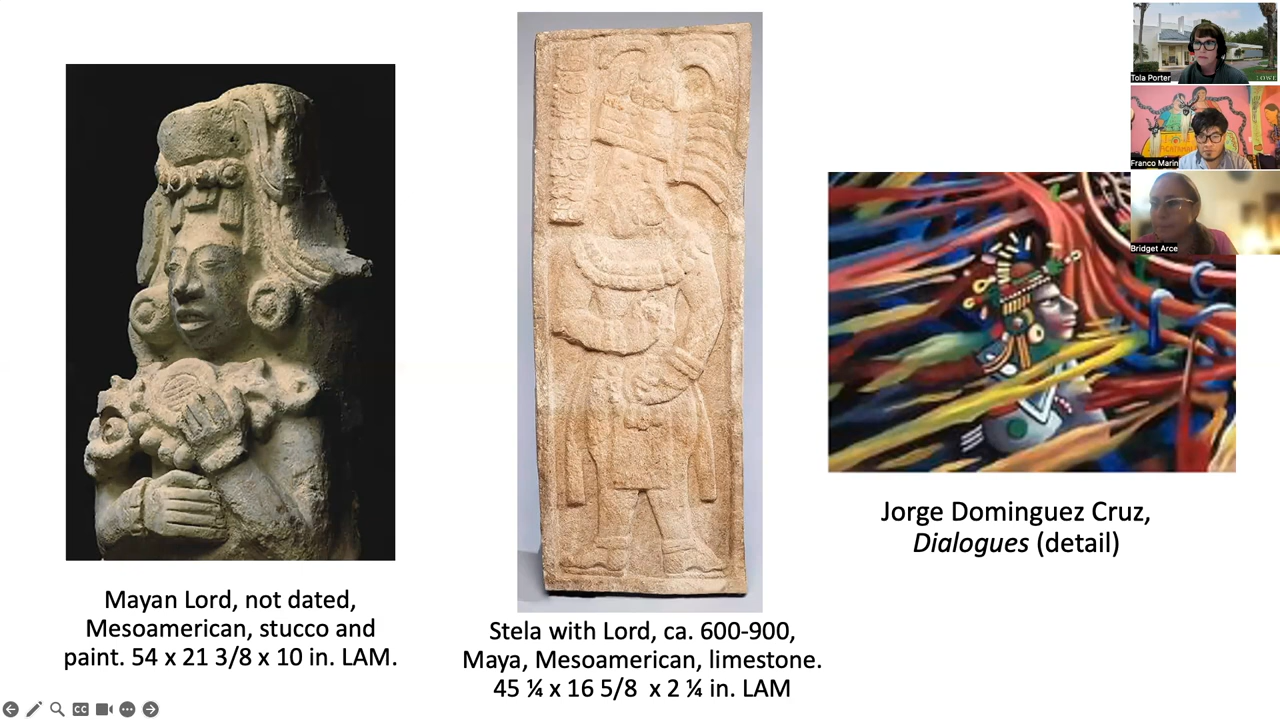 Mayan Lord, not dated,
Mesoamerican, stucco and
paint. 54 x 21 3/8 x 10 in. LAM.
Stela with Lord, ca. 600-900,
Maya, Mesoamerican, limestone.
45 ¼ x 16 5/8  x 2 ¼ in. LAM
Jorge Dominguez Cruz,
Dialogues (detail)
Tola Porter
LOWE
Franco Marin
Bridget Arce
CC